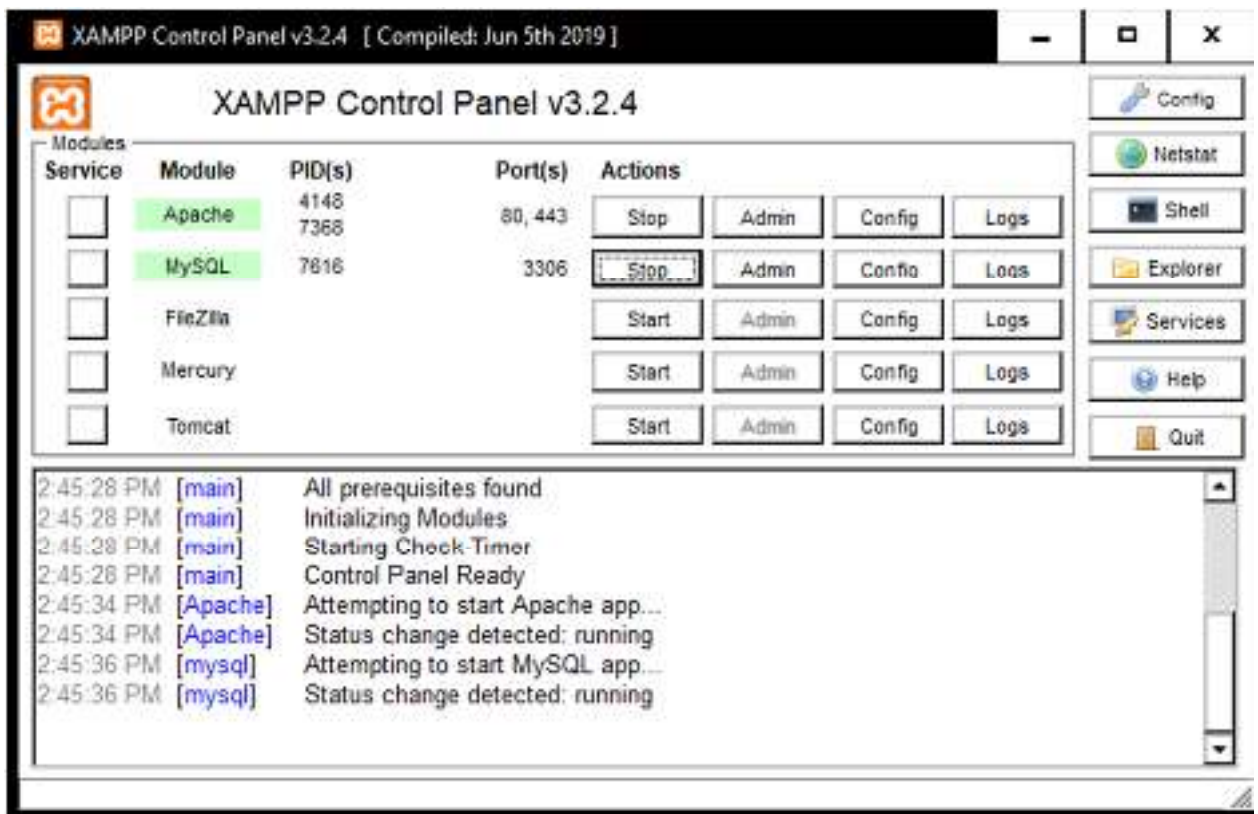 XAMPP Control Panel v3.2.4 [ Compiled: Jun 5th 2019 ]
XAMPP Control Panel v3.2.4
Config
Modules
Netstat
Service Module PID(s) Port(s) Actions
Apache 4148 7368 80, 443 Stop Admin Config Logs
Shell
MySQL 7616 3306 Stop Admin Config Logs
Explorer
FileZilla Start Admin Config Logs
Services
Mercury Start Admin Config Logs
Help
Tomcat Start Admin Config Logs
Quit
2:45:28 PM [main] All prerequisites found
2:45:28 PM [main] Initializing Modules
2:45:28 PM [main] Starting Check-Timer
2:45:28 PM [main] Control Panel Ready
2:45:34 PM [Apache] Attempting to start Apache app...
2:45:34 PM [Apache] Status change detected: running
2:45:36 PM [mysql] Attempting to start MySQL app...
2:45:36 PM [mysql] Status change detected: running